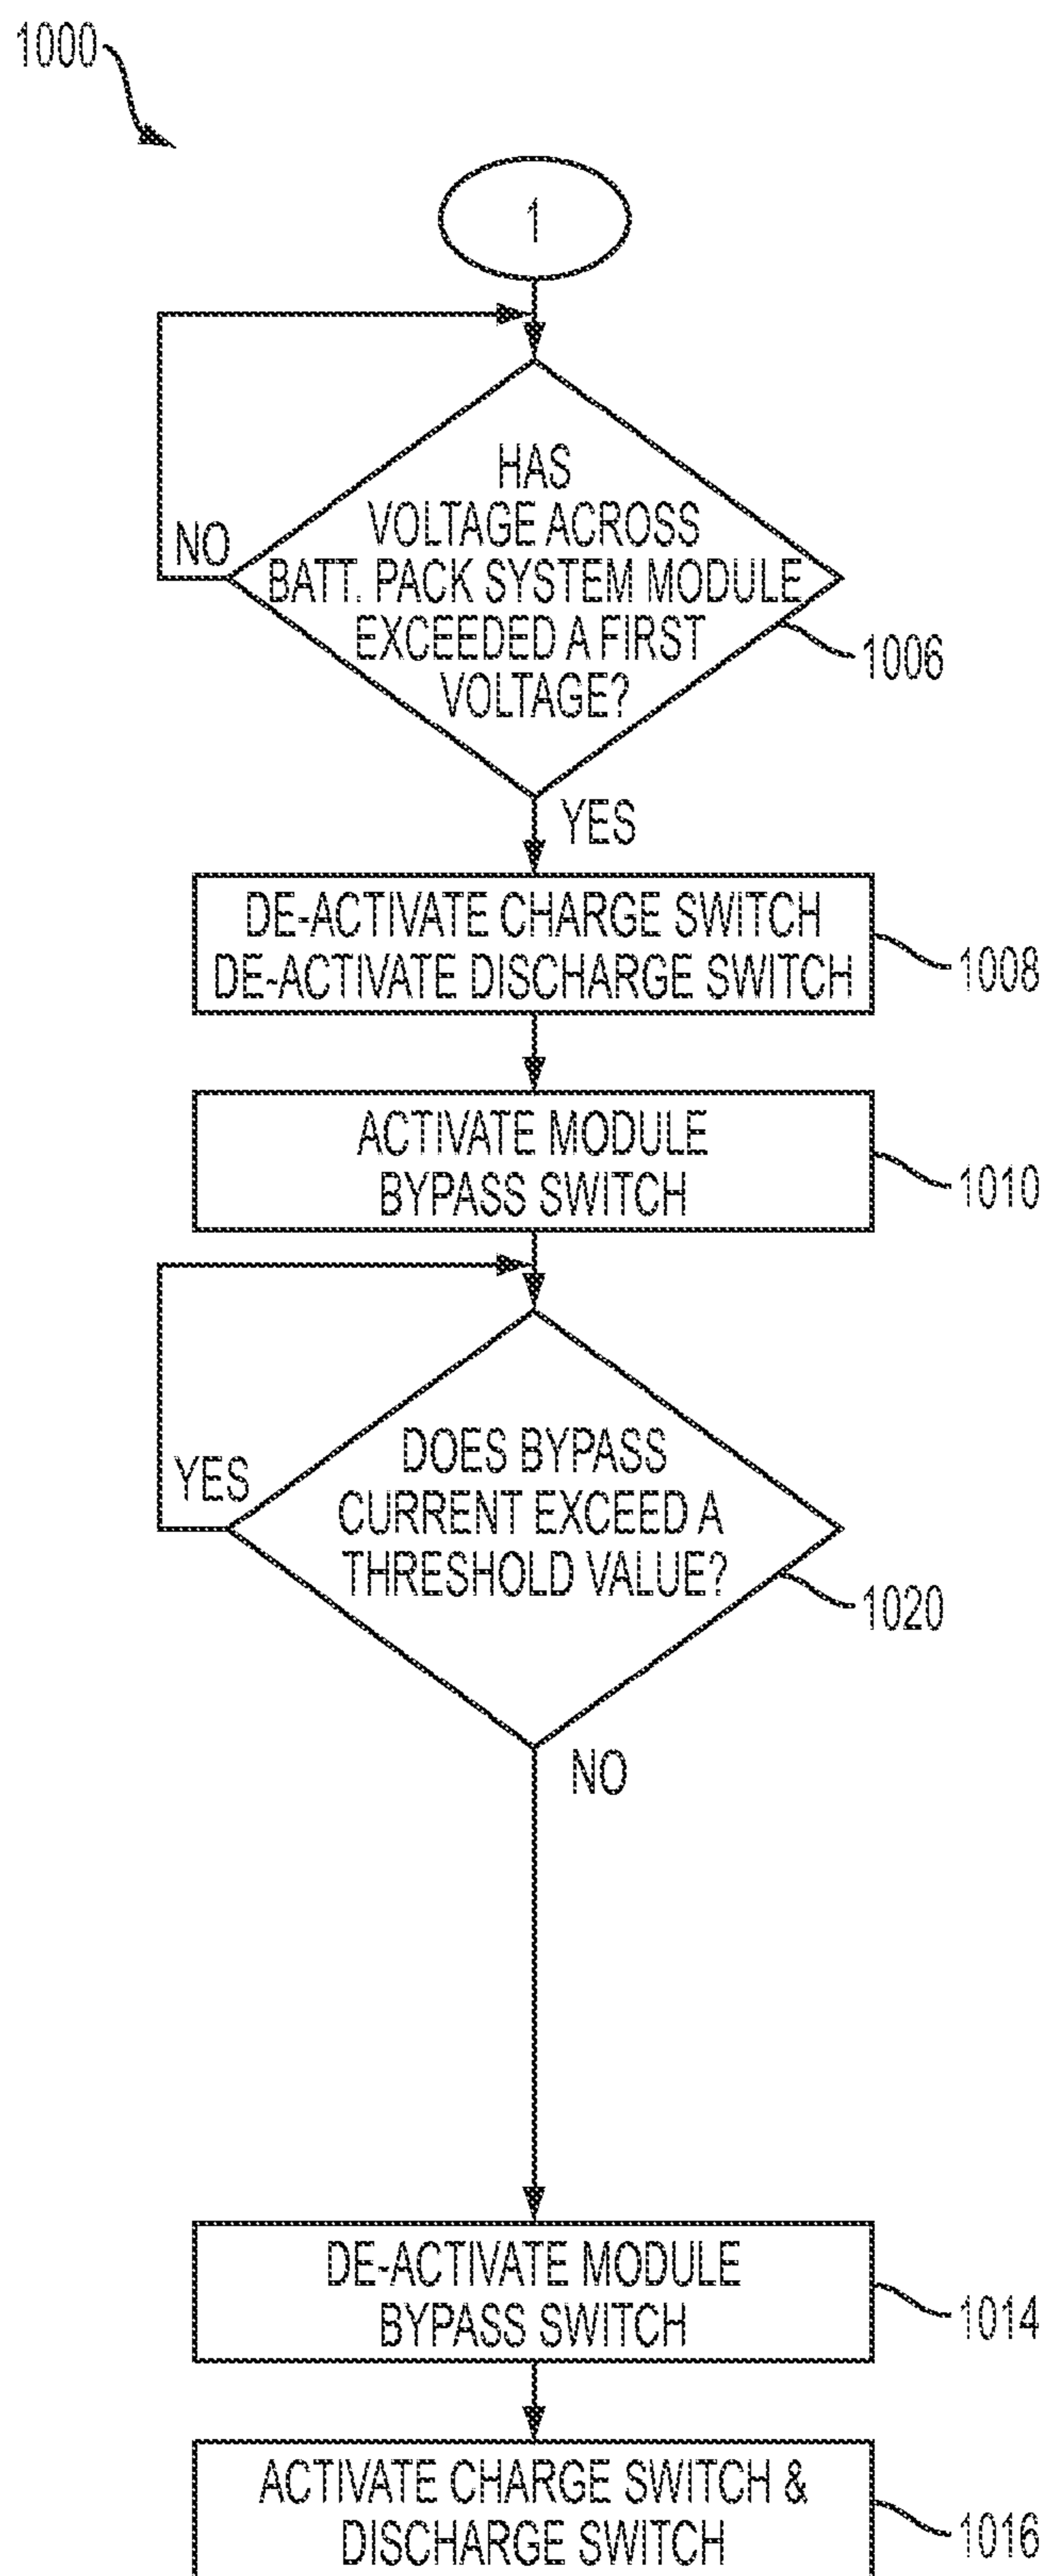 1000
1
HAS
VOLTAGE ACROSS
BATT. PACK SYSTEM MODULE
EXCEEDED A FIRST
VOLTAGE?
NO
1006
YES
DE-ACTIVATE CHARGE SWITCH
DE-ACTIVATE DISCHARGE SWITCH
1008
ACTIVATE MODULE
BYPASS SWITCH
1010
DOES BYPASS
CURRENT EXCEED A
THRESHOLD VALUE?
YES
1020
NO
DE-ACTIVATE MODULE
BYPASS SWITCH
1014
ACTIVATE CHARGE SWITCH &
DISCHARGE SWITCH
1016